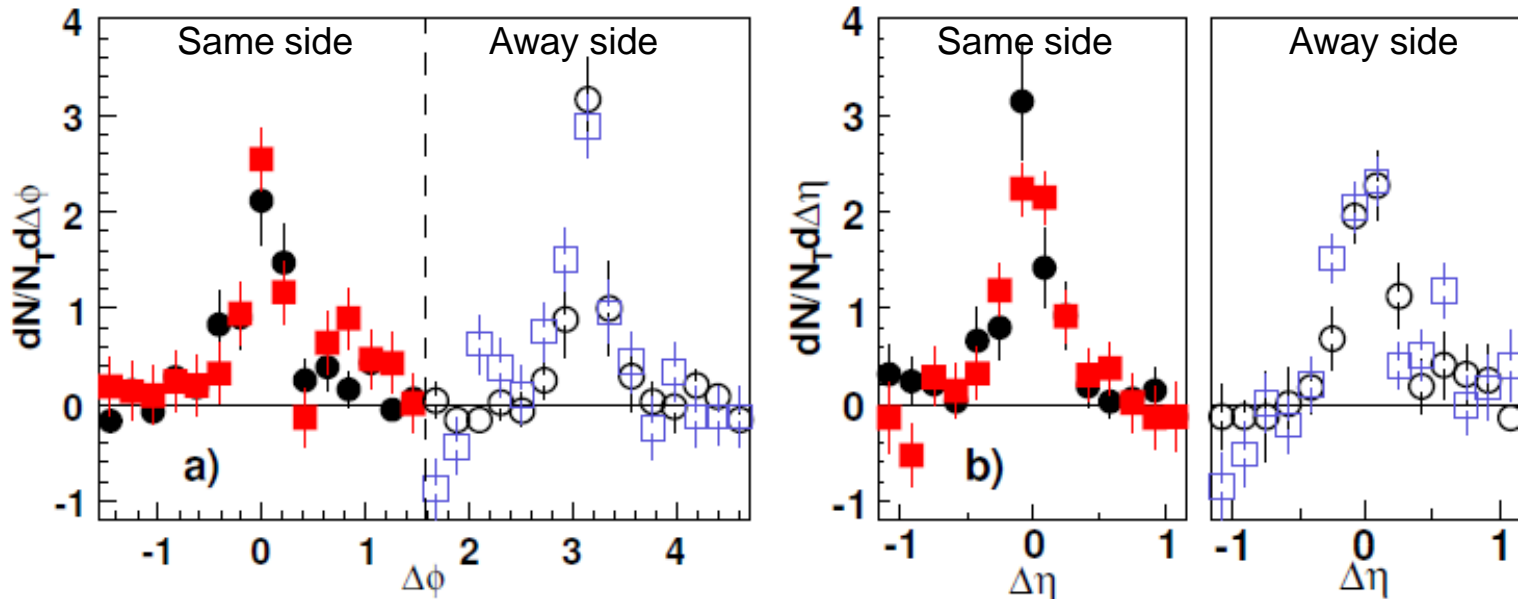 Same side
Away side
4
3
2
1
0
-1
dN/N_T dΔϕ
a)
-1
0
1
2
3
4
Δϕ
Same side
Away side
4
3
2
1
0
-1
dN/N_T dΔη
b)
-1
0
1
Δη
-1
0
1
Δη